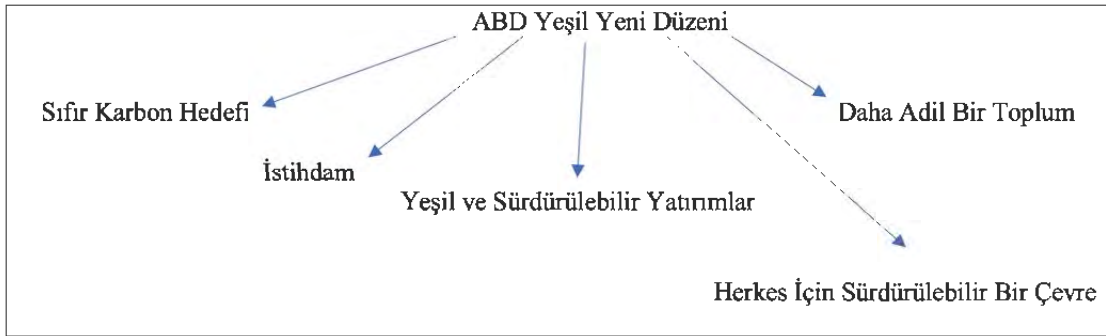 ABD Yeşil Yeni Düzeni
Sıfır Karbon Hedefi
Daha Adil Bir Toplum
İstihdam
Yeşil ve Sürdürülebilir Yatırımlar
Herkes İçin Sürdürülebilir Bir Çevre